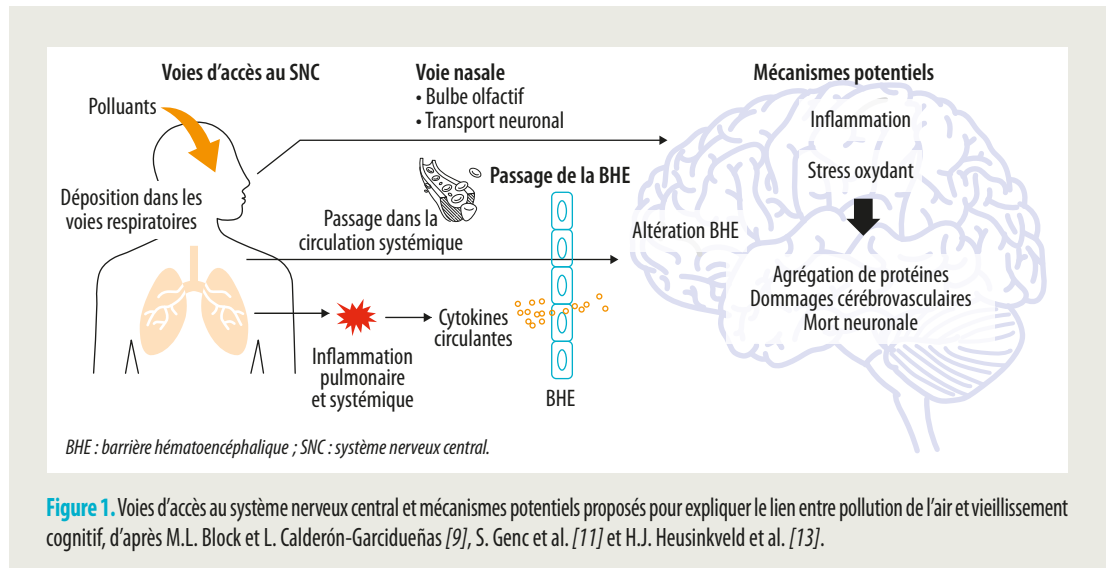 Voies d'accès au SNC
Polluants
Déposition dans les
voies respiratoires
Voie nasale
• Bulbe olfactif
• Transport neuronal
Passage de la BHE
Passage dans la
circulation systémique
Inflammation
pulmonaire
et systémique
Cytokines
circulantes
BHE
Mécanismes potentiels
Inflammation
Stress oxydant
Altération BHE
Agrégation de protéines
Dommages cérébrovasculaires
Mort neuronale
BHE : barrière hématoencéphalique ; SNC : système nerveux central.
Figure 1. Voies d'accès au système nerveux central et mécanismes potentiels proposés pour expliquer le lien entre pollution de l'air et vieillissement
cognitif, d'après M.L. Block et L. Calderón-Garcidueñas [9], S. Genc et al. [11] et H.J. Heusinkveld et al. [13].